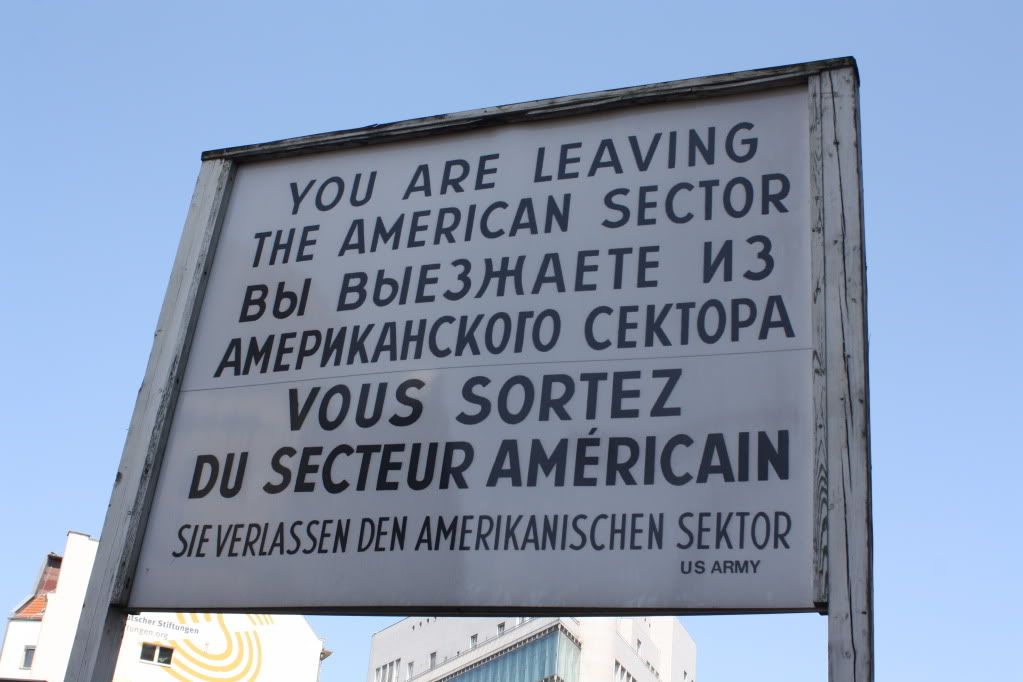 YOU ARE LEAVING
THE AMERICAN SECTOR
ВЫ ВЫЕЗЖАЕТЕ ИЗ
АМЕРИКАНСКОГО СЕКТОРА
VOUS SORTEZ
DU SECTEUR AMÉRICAIN
SIE VERLASSEN DEN AMERIKANISCHEN SEKTOR
US ARMY
Stiftungen